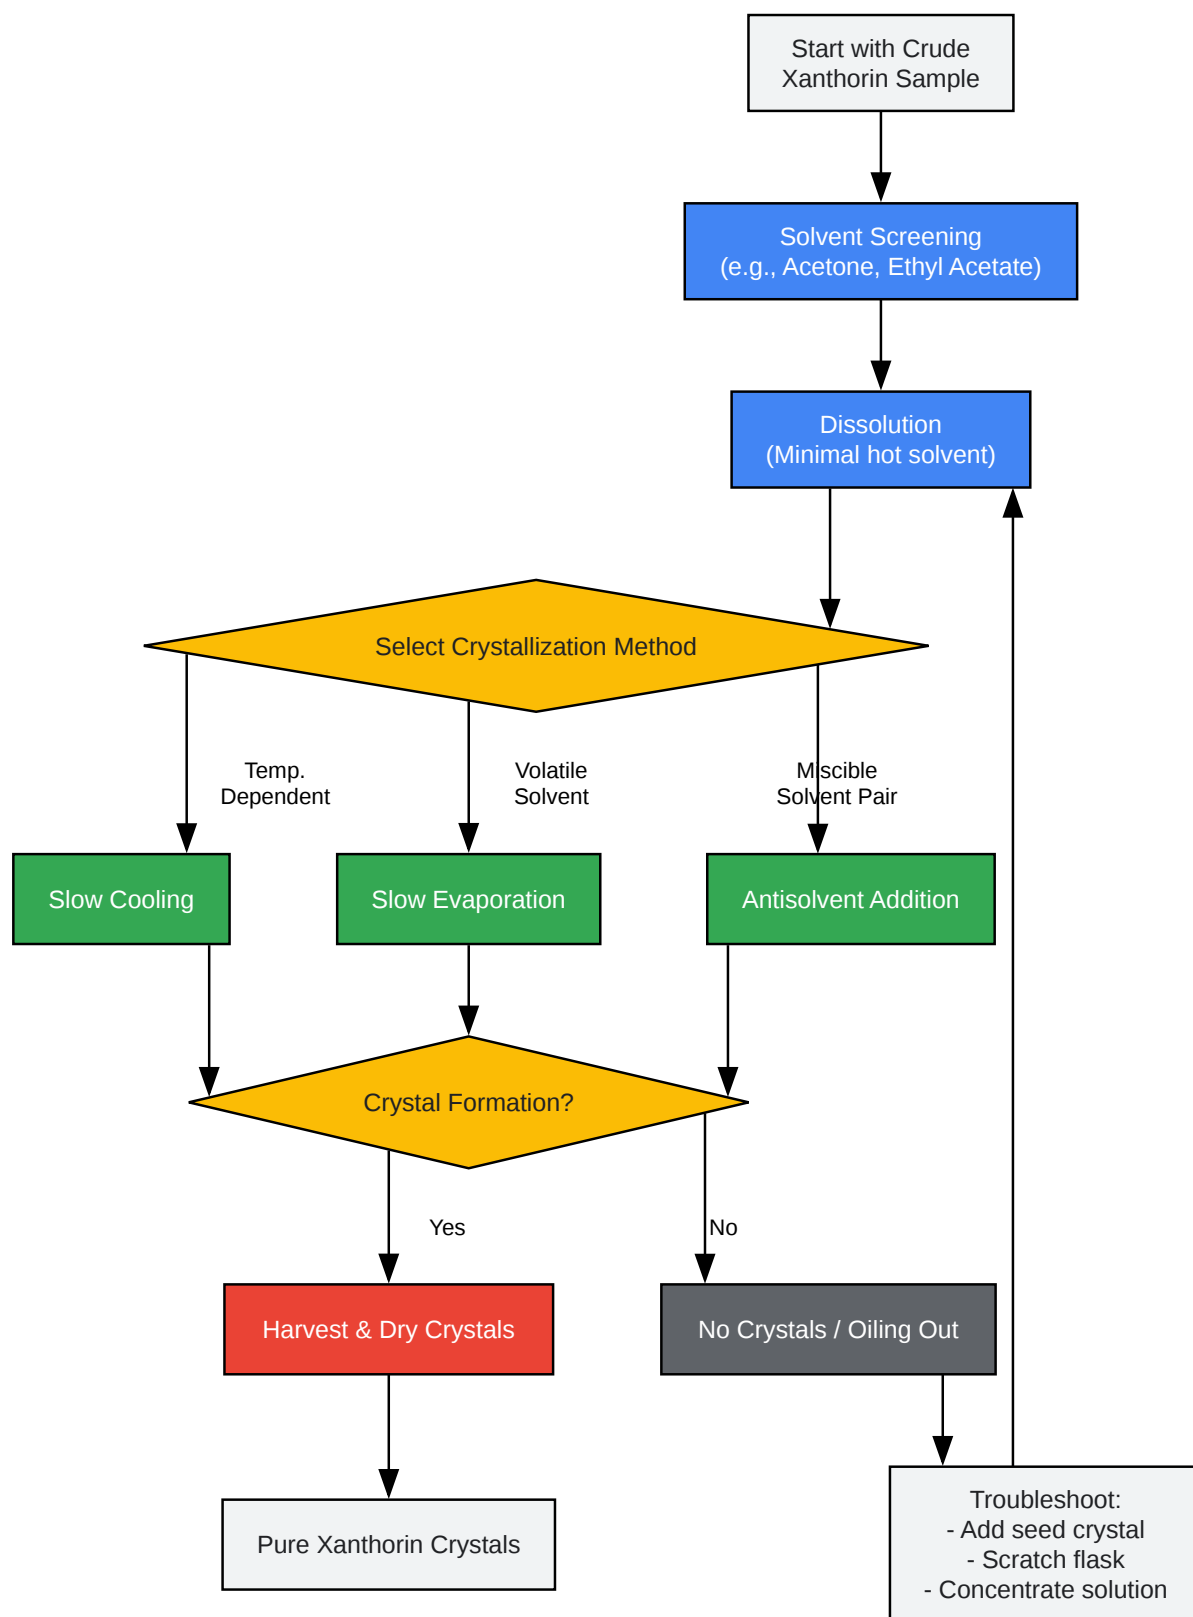 Start with Crude
Xanthorin Sample
Solvent Screening
(e.g., Acetone, Ethyl Acetate)
Dissolution
(Minimal hot solvent)
Select Crystallization Method
Temp.
Dependent
Volatile
Solvent
Miscible
Solvent Pair
Slow Cooling
Slow Evaporation
Antisolvent Addition
Crystal Formation?
Yes
No
Harvest & Dry Crystals
No Crystals / Oiling Out
Pure Xanthorin Crystals
Troubleshoot:
- Add seed crystal
- Scratch flask
- Concentrate solution